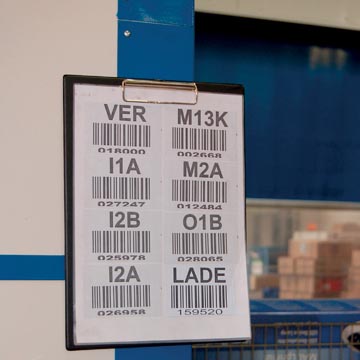 VER M13K
018000 002668
I1A M2A
027247 012484
I2B O1B
025978 028065
I2A LADE
026958 159520